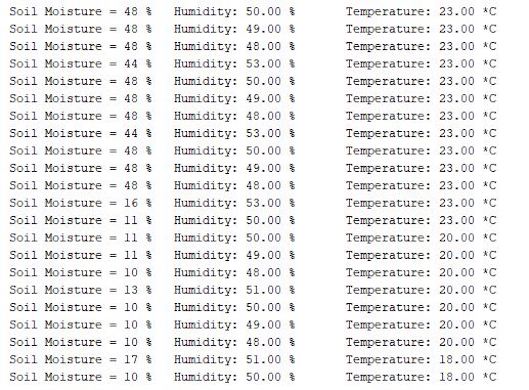 Soil Moisture = 48 % Humidity: 50.00 % Temperature: 23.00 *C
Soil Moisture = 48 % Humidity: 49.00 % Temperature: 23.00 *C
Soil Moisture = 48 % Humidity: 48.00 % Temperature: 23.00 *C
Soil Moisture = 44 % Humidity: 53.00 % Temperature: 23.00 *C
Soil Moisture = 48 % Humidity: 50.00 % Temperature: 23.00 *C
Soil Moisture = 48 % Humidity: 49.00 % Temperature: 23.00 *C
Soil Moisture = 48 % Humidity: 48.00 % Temperature: 23.00 *C
Soil Moisture = 44 % Humidity: 53.00 % Temperature: 23.00 *C
Soil Moisture = 48 % Humidity: 50.00 % Temperature: 23.00 *C
Soil Moisture = 48 % Humidity: 49.00 % Temperature: 23.00 *C
Soil Moisture = 48 % Humidity: 48.00 % Temperature: 23.00 *C
Soil Moisture = 16 % Humidity: 53.00 % Temperature: 23.00 *C
Soil Moisture = 11 % Humidity: 50.00 % Temperature: 23.00 *C
Soil Moisture = 11 % Humidity: 50.00 % Temperature: 20.00 *C
Soil Moisture = 11 % Humidity: 49.00 % Temperature: 20.00 *C
Soil Moisture = 10 % Humidity: 48.00 % Temperature: 20.00 *C
Soil Moisture = 13 % Humidity: 51.00 % Temperature: 20.00 *C
Soil Moisture = 10 % Humidity: 50.00 % Temperature: 20.00 *C
Soil Moisture = 10 % Humidity: 49.00 % Temperature: 20.00 *C
Soil Moisture = 10 % Humidity: 48.00 % Temperature: 20.00 *C
Soil Moisture = 17 % Humidity: 51.00 % Temperature: 18.00 *C
Soil Moisture = 10 % Humidity: 50.00 % Temperature: 18.00 *C